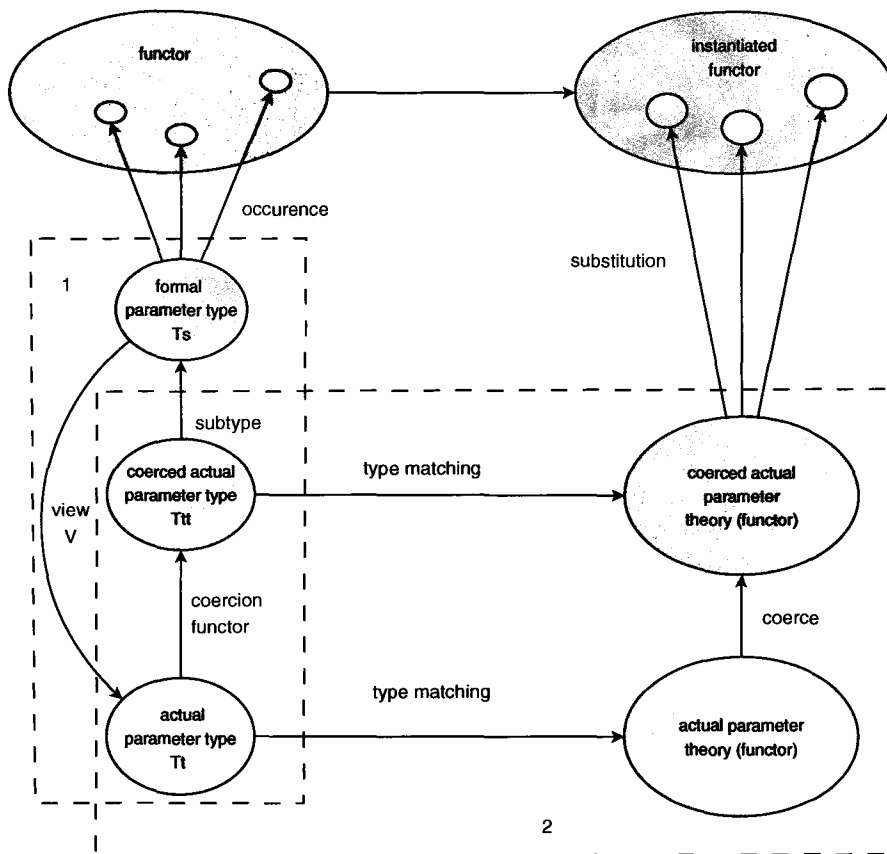 functor
instantiated
functor
occurence
substitution
1
formal
parameter type
Ts
subtype
coerced actual
parameter type
Ttt
type matching
coerced actual
parameter
theory (functor)
view
V
coercion
functor
coerce
type matching
actual
parameter type
Tt
actual parameter
theory (functor)
2